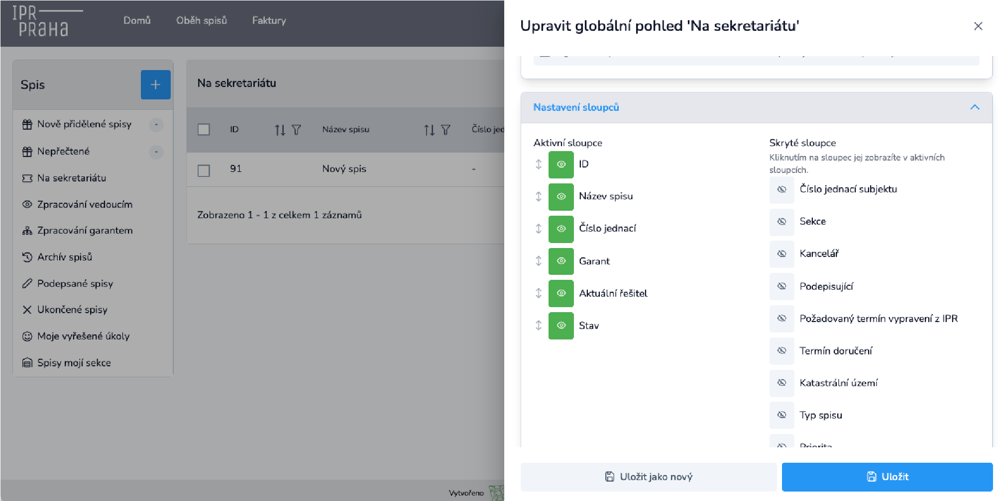 IPR
PRAHA
Domů
Oběh spisů
Faktury
Spis
+
Nově přidělené spisy
-
Nepřečtené
-
Na sekretariátu
Zpracování vedoucím
Zpracování garantem
Archív spisů
Podepsané spisy
Ukončené spisy
Moje vyřešené úkoly
Spisy mojí sekce
Na sekretariátu
ID
Název spisu
Číslo jed
91
Nový spis
-
Zobrazeno 1 - 1 z celkem 1 záznamů
Vytvořeno
Upravit globální pohled 'Na sekretariátu'
Nastavení sloupců
Aktivní sloupce
ID
Název spisu
Číslo jednací
Garant
Aktuální řešitel
Stav
Skryté sloupce
Kliknutím na sloupec jej zobrazíte v aktivních
sloupcích.
Číslo jednací subjektu
Sekce
Kancelář
Podepisující
Požadovaný termín vypravení z IPR
Termín doručení
Katastrální území
Typ spisu
Priorita
Uložit jako nový
Uložit